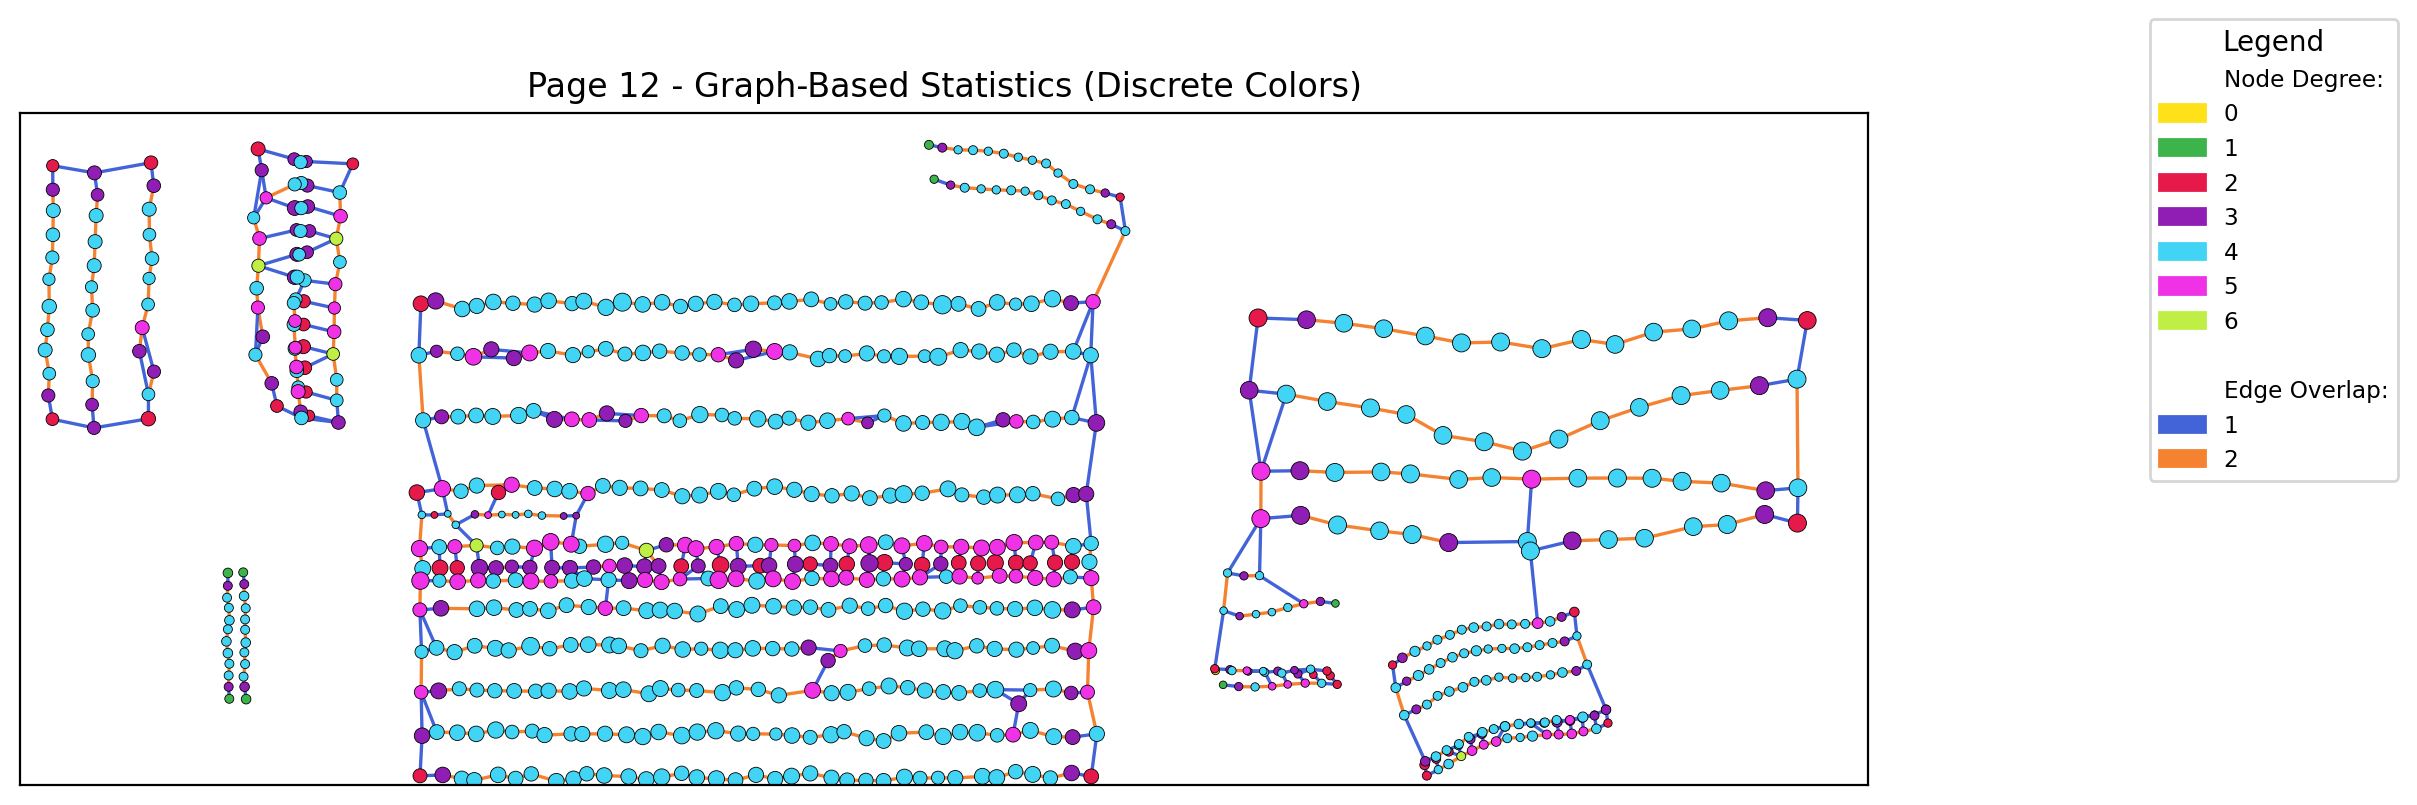 Page 12 - Graph-Based Statistics (Discrete Colors)
Legend
Node Degree:
0
1
2
3
4
5
6
Edge Overlap:
1
2